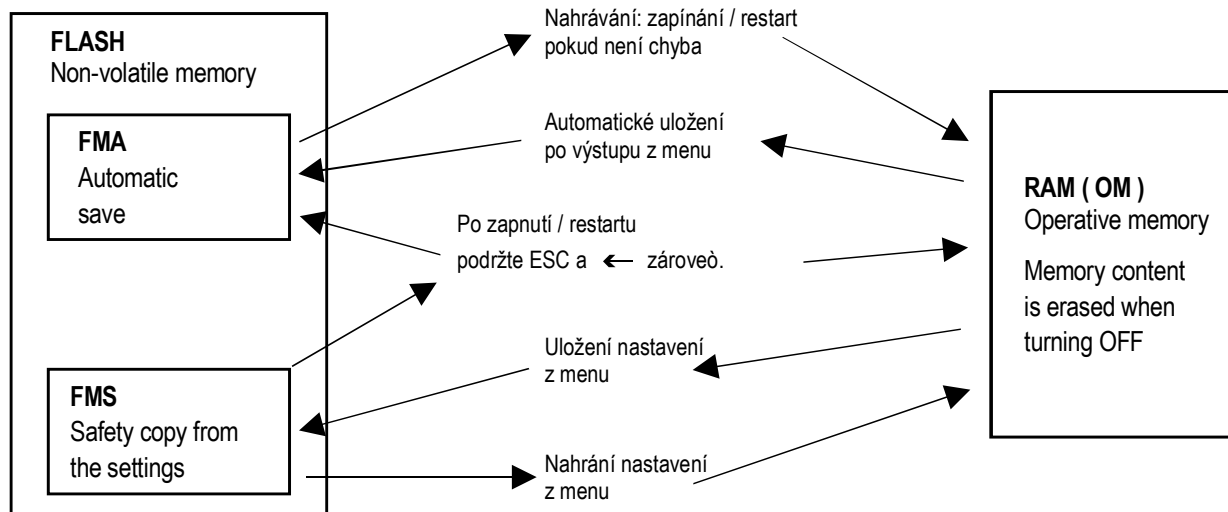 FLASH
Non-volatile memory
FMA
Automatic
save
FMS
Safety copy from
the settings
Nahrávání: zapínání / restart
pokud není chyba
Automatické uložení
po výstupu z menu
Po zapnutí / restartu
podržte ESC a ← zároveò.
Uložení nastavení
z menu
Nahrání nastavení
z menu
RAM ( OM )
Operative memory
Memory content
is erased when
turning OFF